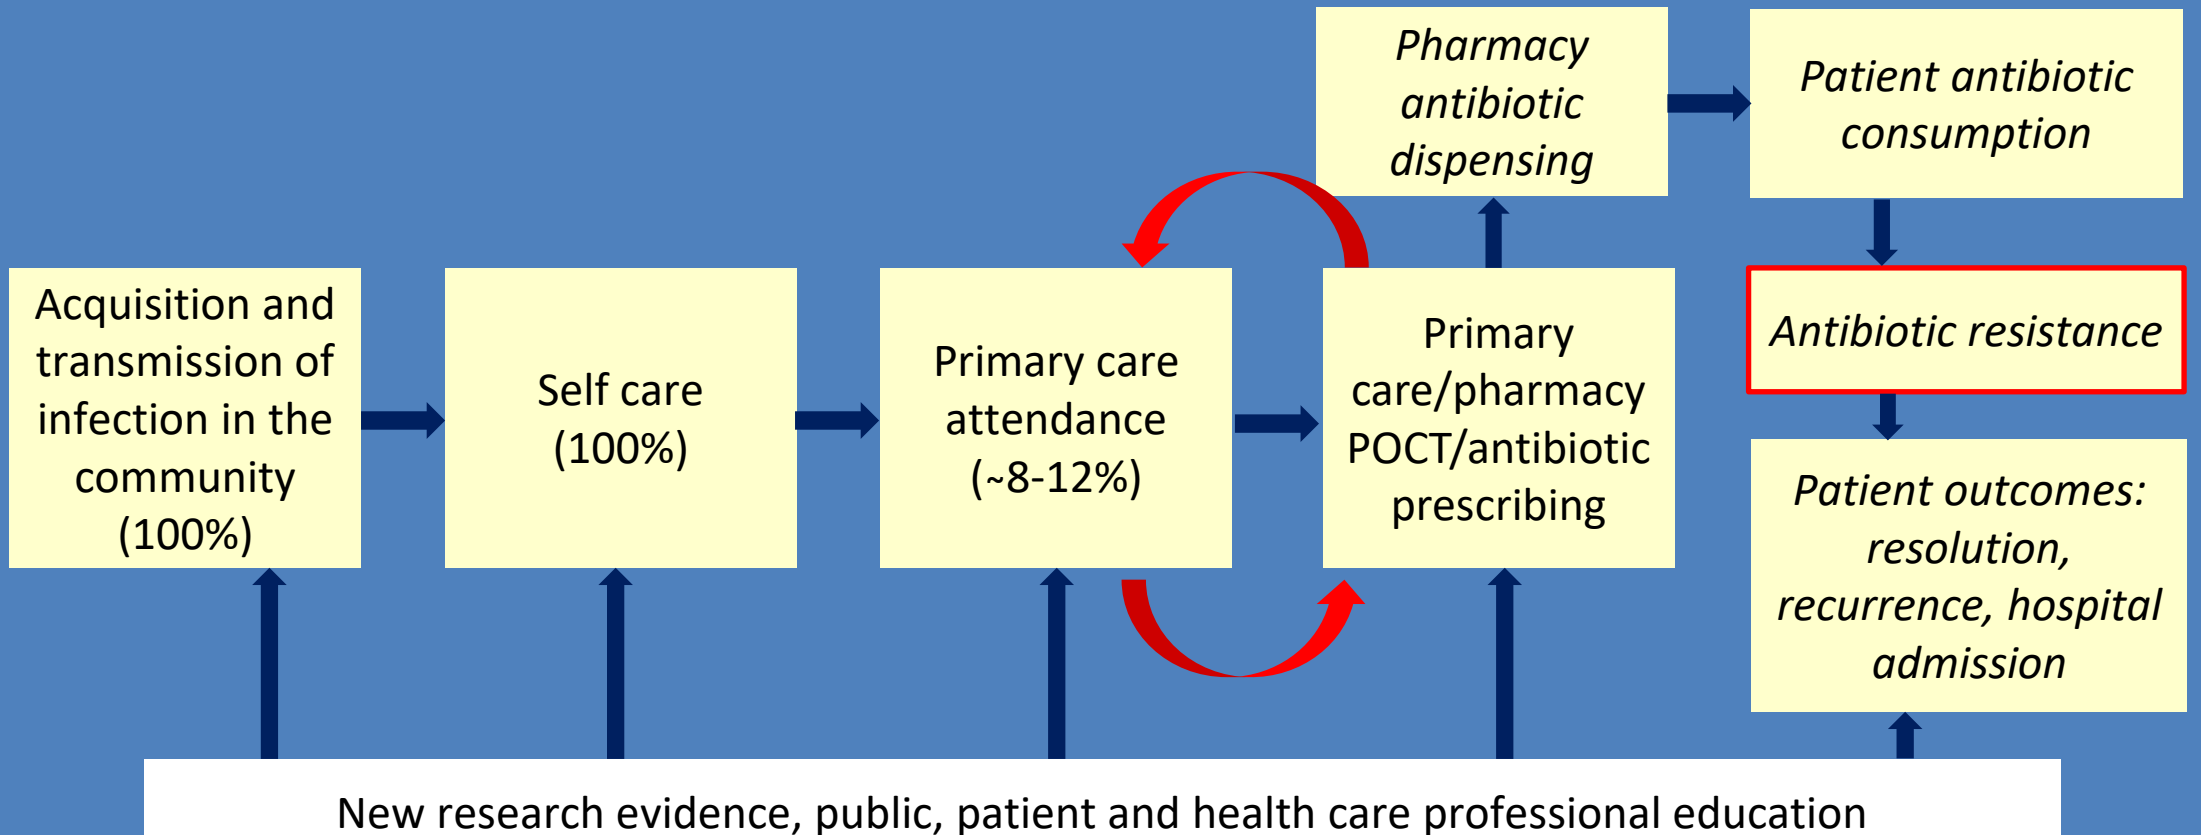 Pharmacy
antibiotic
dispensing
Patient antibiotic
consumption
Acquisition and
transmission of
infection in the
community
(100%)
Self care
(100%)
Primary care
attendance
(~8-12%)
Primary
care/pharmacy
POCT/antibiotic
prescribing
Antibiotic resistance
Patient outcomes:
resolution,
recurrence, hospital
admission
New research evidence, public, patient and health care professional education